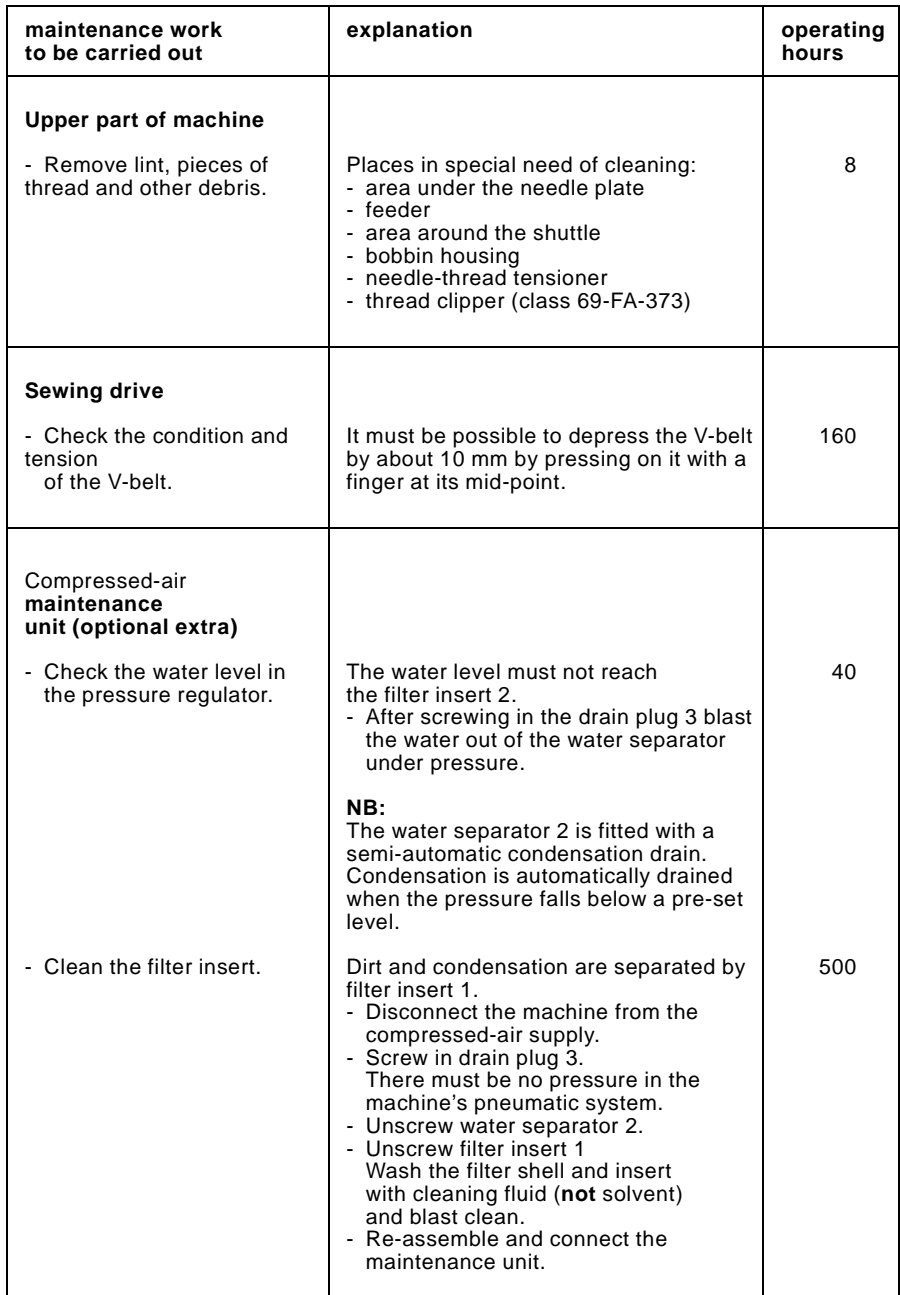 maintenance work
to be carried out
explanation
operating
hours
Upper part of machine
- Remove lint, pieces of
thread and other debris.
Places in special need of cleaning:
- area under the needle plate
- feeder
- area around the shuttle
- bobbin housing
- needle-thread tensioner
- thread clipper (class 69-FA-373)
8
Sewing drive
- Check the condition and
tension
of the V-belt.
It must be possible to depress the V-belt
by about 10 mm by pressing on it with a
finger at its mid-point.
160
Compressed-air
maintenance
unit (optional extra)
- Check the water level in
the pressure regulator.
The water level must not reach
the filter insert 2.
- After screwing in the drain plug 3 blast
the water out of the water separator
under pressure.
NB:
The water separator 2 is fitted with a
semi-automatic condensation drain.
Condensation is automatically drained
when the pressure falls below a pre-set
level.
40
- Clean the filter insert.
Dirt and condensation are separated by
filter insert 1.
- Disconnect the machine from the
compressed-air supply.
- Screw in drain plug 3.
There must be no pressure in the
machine's pneumatic system.
- Unscrew water separator 2.
- Unscrew filter insert 1
Wash the filter shell and insert
with cleaning fluid (not solvent)
and blast clean.
- Re-assemble and connect the
maintenance unit.
500